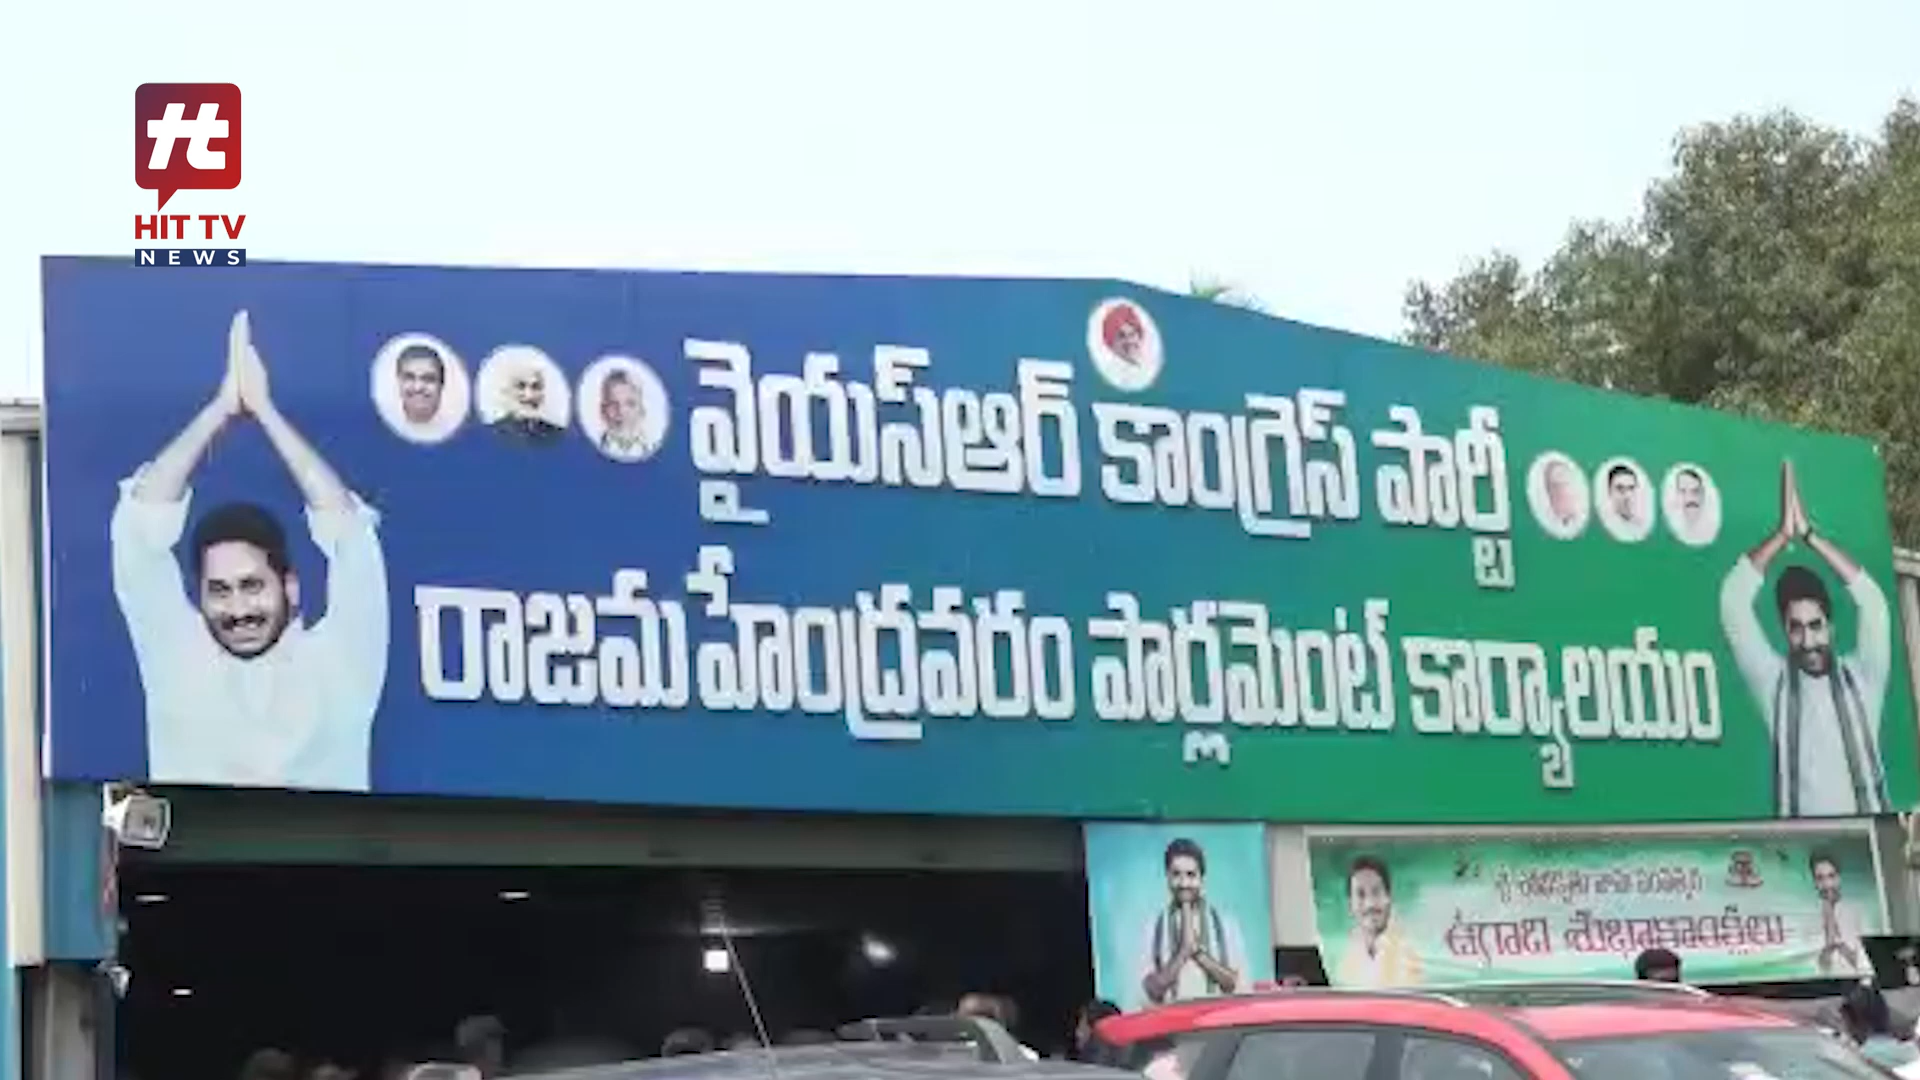 HIT TV
NEWS
వైయస్ఆర్ కాంగ్రెస్ పార్టీ
రాజమహేంద్రవరం పార్లమెంట్ కార్యాలయం
ఉగాది శుభాకాంక్షలు